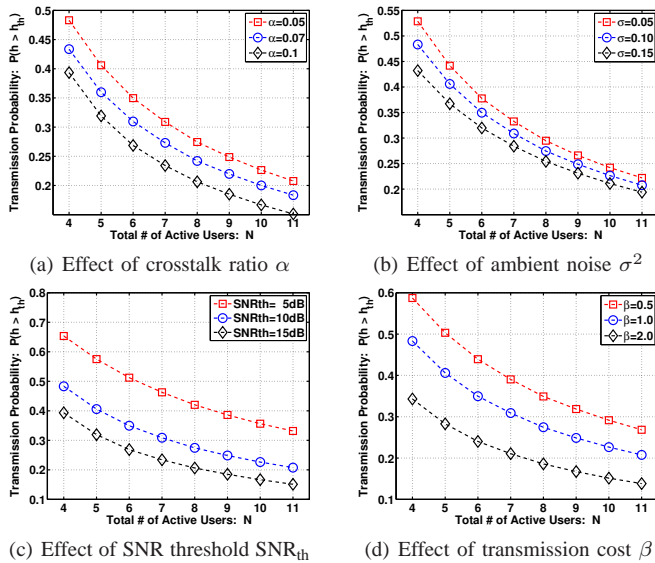 0.5
0.45
0.4
0.35
0.3
0.25
0.2
Transmission Probability: P(h > h_th)
α=0.05
α=0.07
α=0.1
4 5 6 7 8 9 10 11
Total # of Active Users: N
(a) Effect of crosstalk ratio α
0.55
0.5
0.45
0.4
0.35
0.3
0.25
0.2
Transmission Probability: P(h > h_th)
σ=0.05
σ=0.10
σ=0.15
4 5 6 7 8 9 10 11
Total # of Active Users: N
(b) Effect of ambient noise σ²
0.8
0.7
0.6
0.5
0.4
0.3
0.2
0.1
Transmission Probability: P(h > h_th)
SNRth= 5dB
SNRth=10dB
SNRth=15dB
4 5 6 7 8 9 10 11
Total # of Active Users: N
(c) Effect of SNR threshold SNR_th
0.6
0.5
0.4
0.3
0.2
0.1
Transmission Probability: P(h > h_th)
β=0.5
β=1.0
β=2.0
4 5 6 7 8 9 10 11
Total # of Active Users: N
(d) Effect of transmission cost β